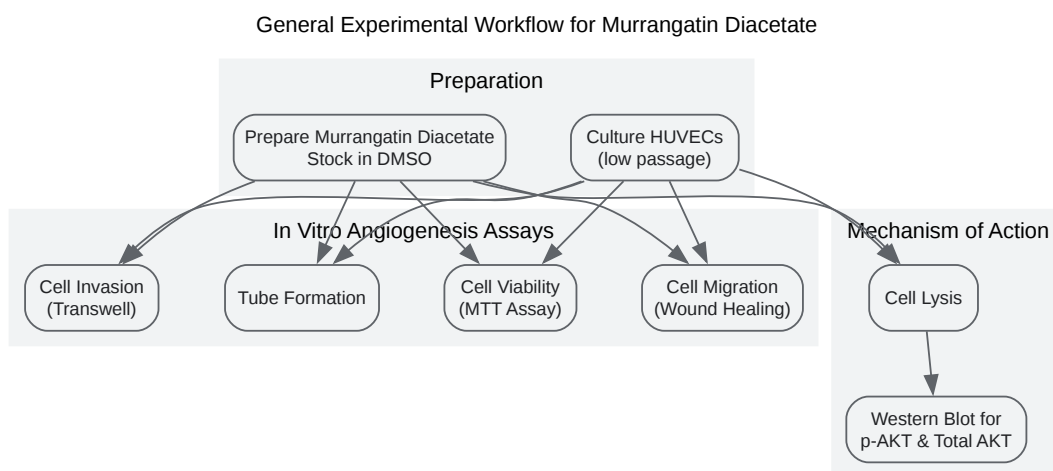 General Experimental Workflow for Murrangatin Diacetate
Preparation
Prepare Murrangatin Diacetate
Stock in DMSO
Culture HUVECs
(low passage)
In Vitro Angiogenesis Assays
Mechanism of Action
Cell Invasion
(Transwell)
Tube Formation
Cell Viability
(MTT Assay)
Cell Migration
(Wound Healing)
Cell Lysis
Western Blot for
p-AKT & Total AKT